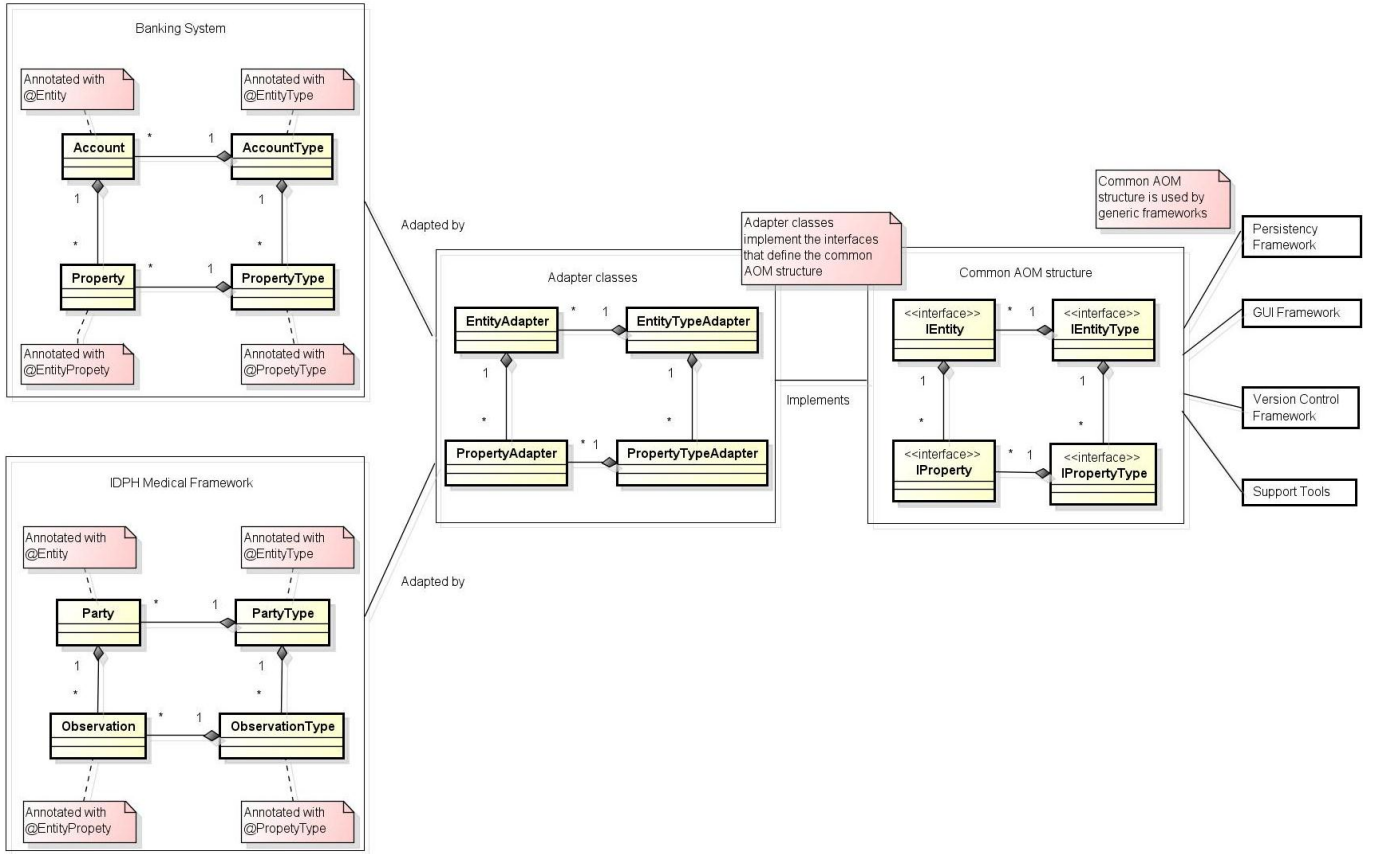 Banking System
Annotated with
@Entity
Annotated with
@EntityType
* 1
Account
AccountType
1
1
*
*
Property
* 1
PropertyType
Annotated with
@EntityPropety
Annotated with
@PropetyType
IDPH Medical Framework
Annotated with
@Entity
Annotated with
@EntityType
Party
* 1
PartyType
1
1
*
*
Observation
* 1
ObservationType
Annotated with
@EntityPropety
Annotated with
@PropetyType
Adapted by
Adapted by
Adapter classes
EntityAdapter
* 1
EntityTypeAdapter
1
1
*
*
PropertyAdapter
* 1
PropertyTypeAdapter
Adapter classes
implement the interfaces
that define the common
AOM structure
Implements
Common AOM structure
<<interface>>
IEntity
* 1
<<interface>>
IEntityType
1
1
*
*
<<interface>>
IProperty
* 1
<<interface>>
IPropertyType
Common AOM
structure is used by
generic frameworks
Persistency
Framework
GUI Framework
Version Control
Framework
Support Tools